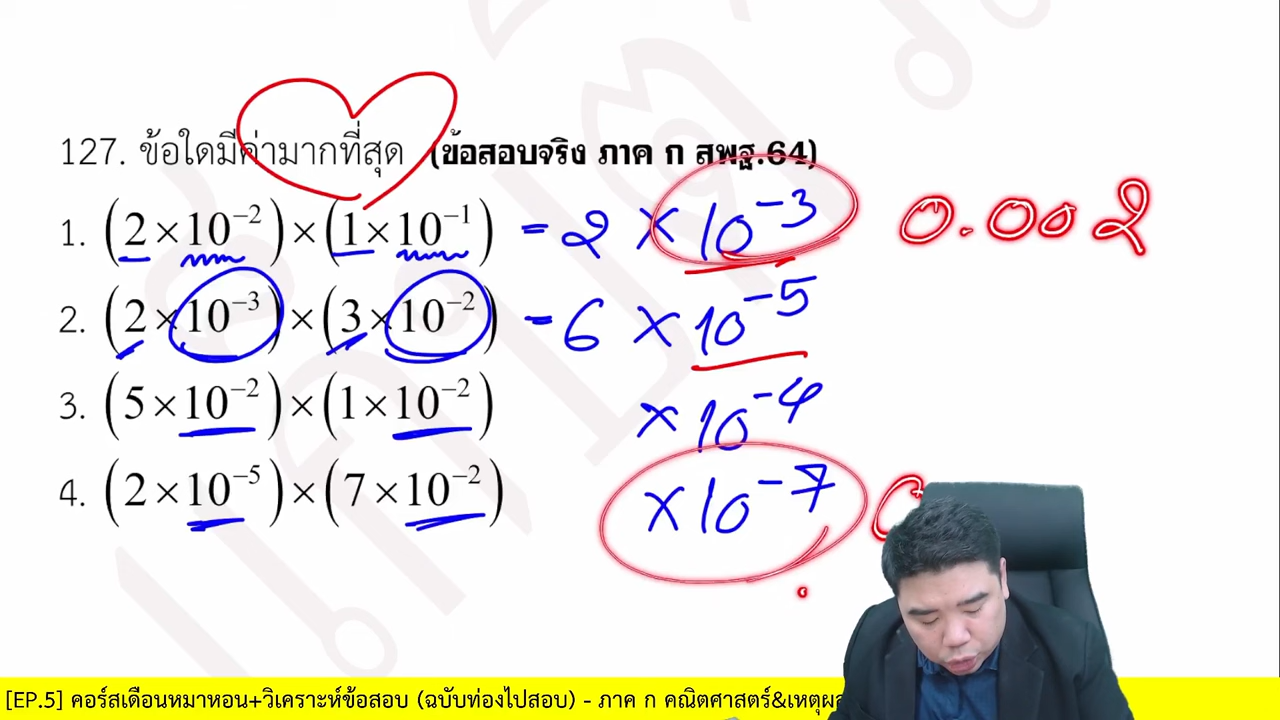 127. ข้อใดมีค่ามากที่สุด (ข้อสอบจริง ภาค ก สพฐ.64)
1. (2×10⁻²)×(1×10⁻¹) = 2 × 10⁻³ 0.002
2. (2×10⁻³)×(3×10⁻²) = 6 × 10⁻⁵
3. (5×10⁻²)×(1×10⁻²) × 10⁻⁴
4. (2×10⁻⁵)×(7×10⁻²) × 10⁻⁷
[EP.5] คอร์สเดือนหมาหอน+วิเคราะห์ข้อสอบ (ฉบับท่องไปสอบ) - ภาค ก คณิตศาสตร์&เหตุผ